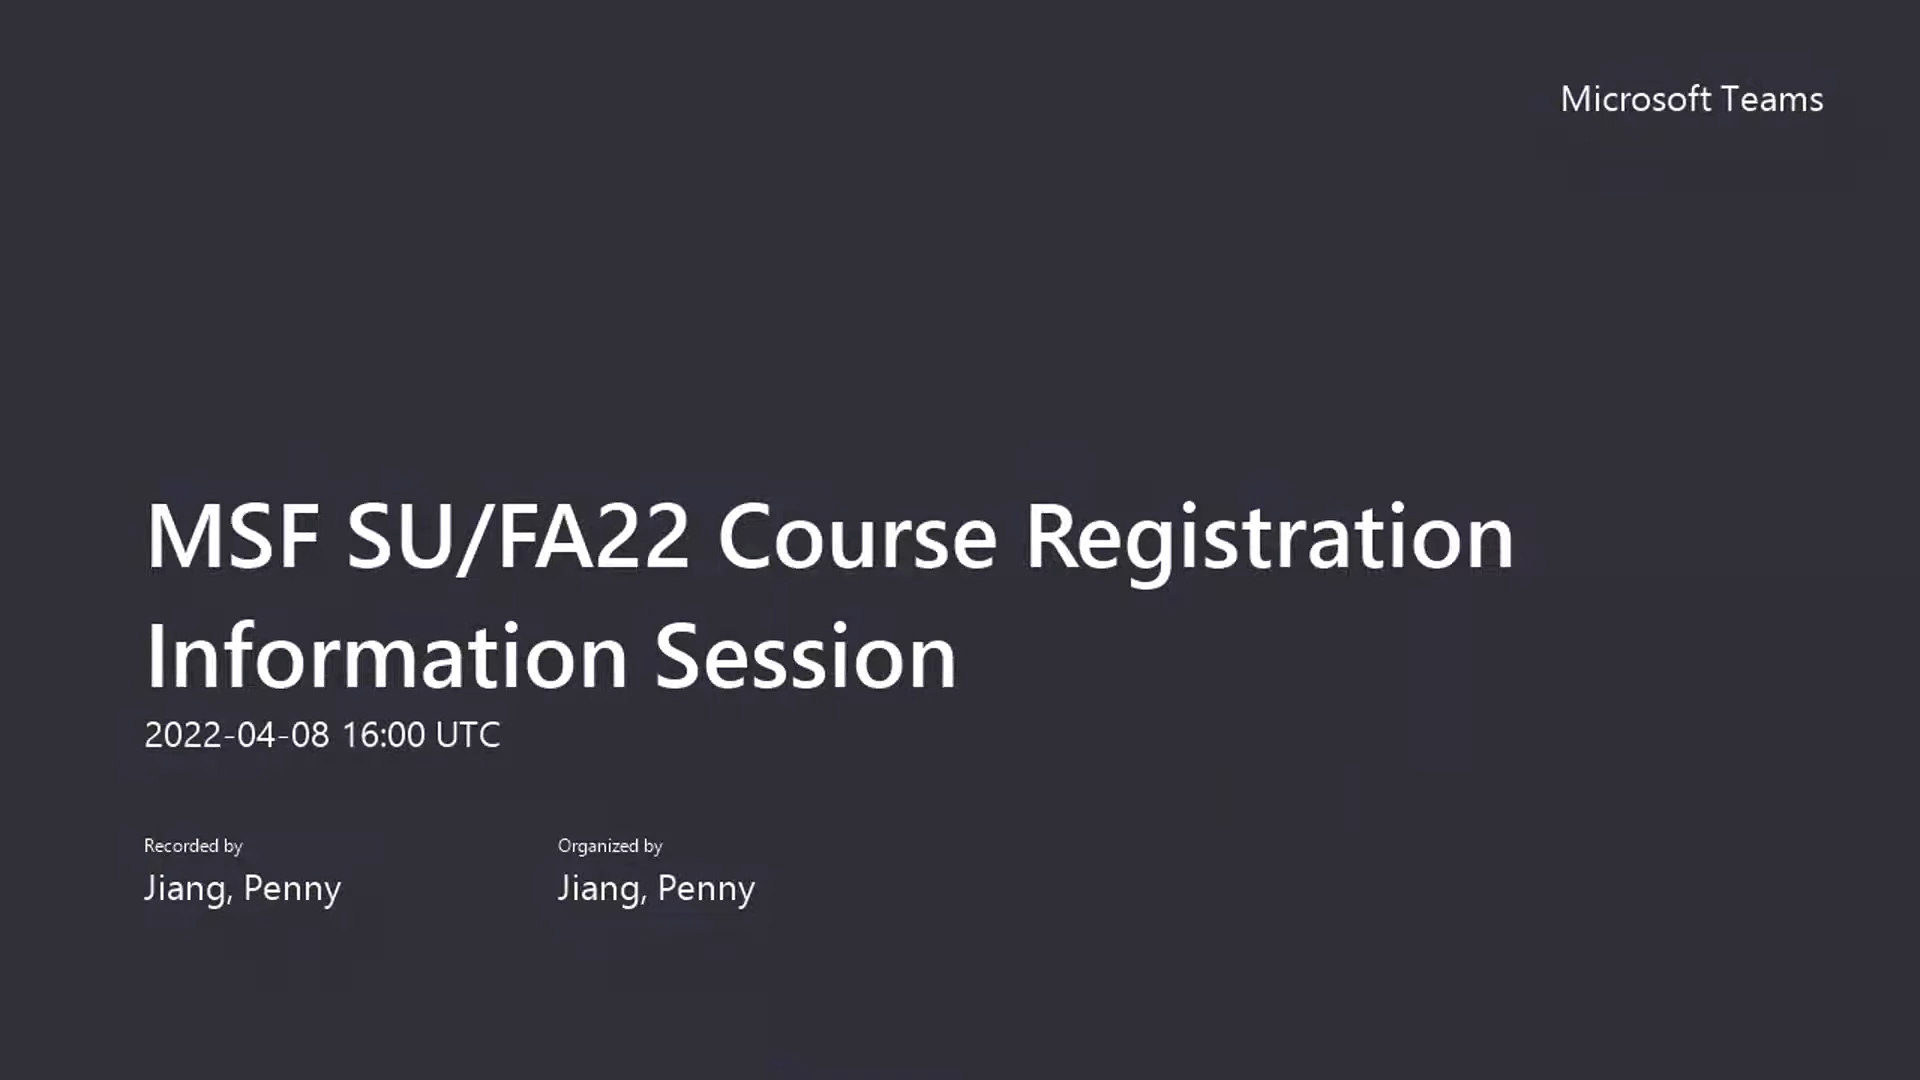 Microsoft Teams
MSF SU/FA22 Course Registration
Information Session
2022-04-08 16:00 UTC
Recorded by
Organized by
Jiang, Penny
Jiang, Penny